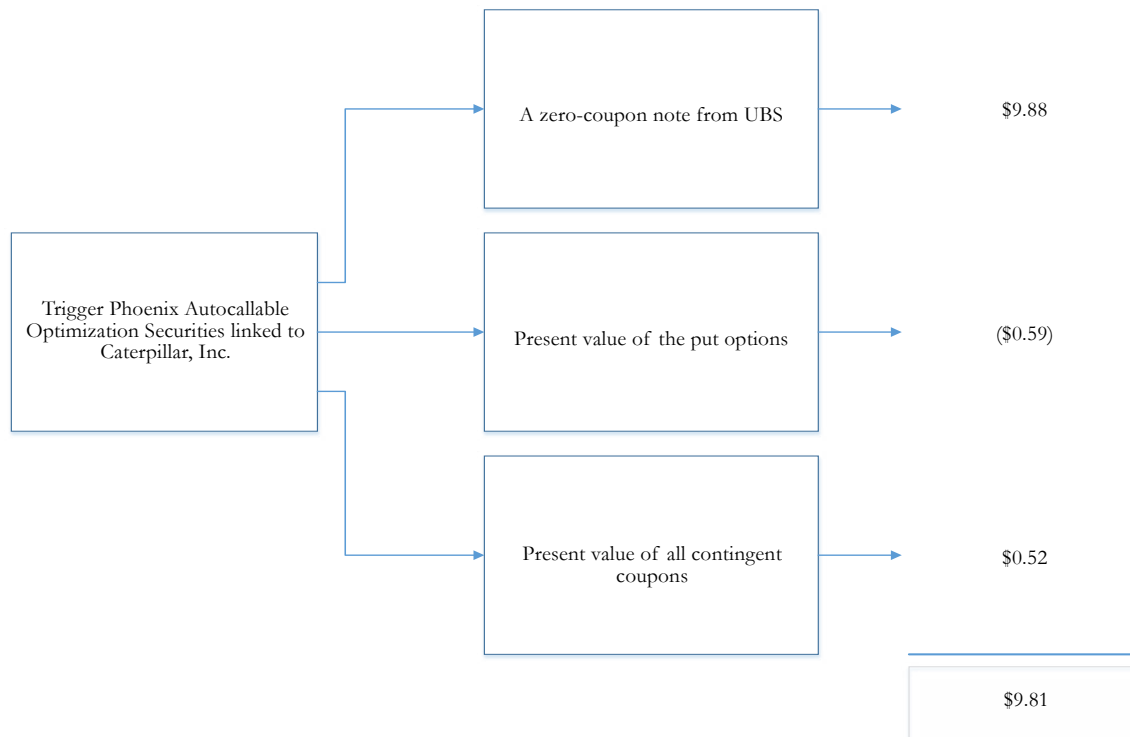 A zero-coupon note from UBS
$9.88
Trigger Phoenix Autocallable
Optimization Securities linked to
Caterpillar, Inc.
Present value of the put options
($0.59)
Present value of all contingent
coupons
$0.52
$9.81